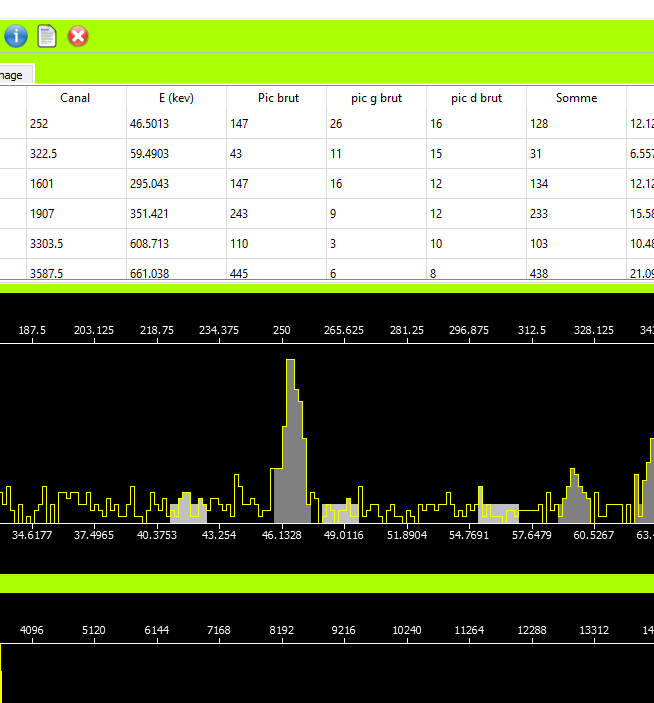 nage
Canal E (kev) Pic brut pic g brut pic d brut Somme
252 46.5013 147 26 16 128 12.12
322.5 59.4903 43 11 15 31 6.557
1601 295.043 147 16 12 134 12.12
1907 351.421 243 9 12 233 15.58
3303.5 608.713 110 3 10 103 10.48
3587.5 661.038 445 6 8 438 21.09
187.5 203.125 218.75 234.375 250 265.625 281.25 296.875 312.5 328.125 343
34.6177 37.4965 40.3753 43.254 46.1328 49.0116 51.8904 54.7691 57.6479 60.5267 63.4
4096 5120 6144 7168 8192 9216 10240 11264 12288 13312 14